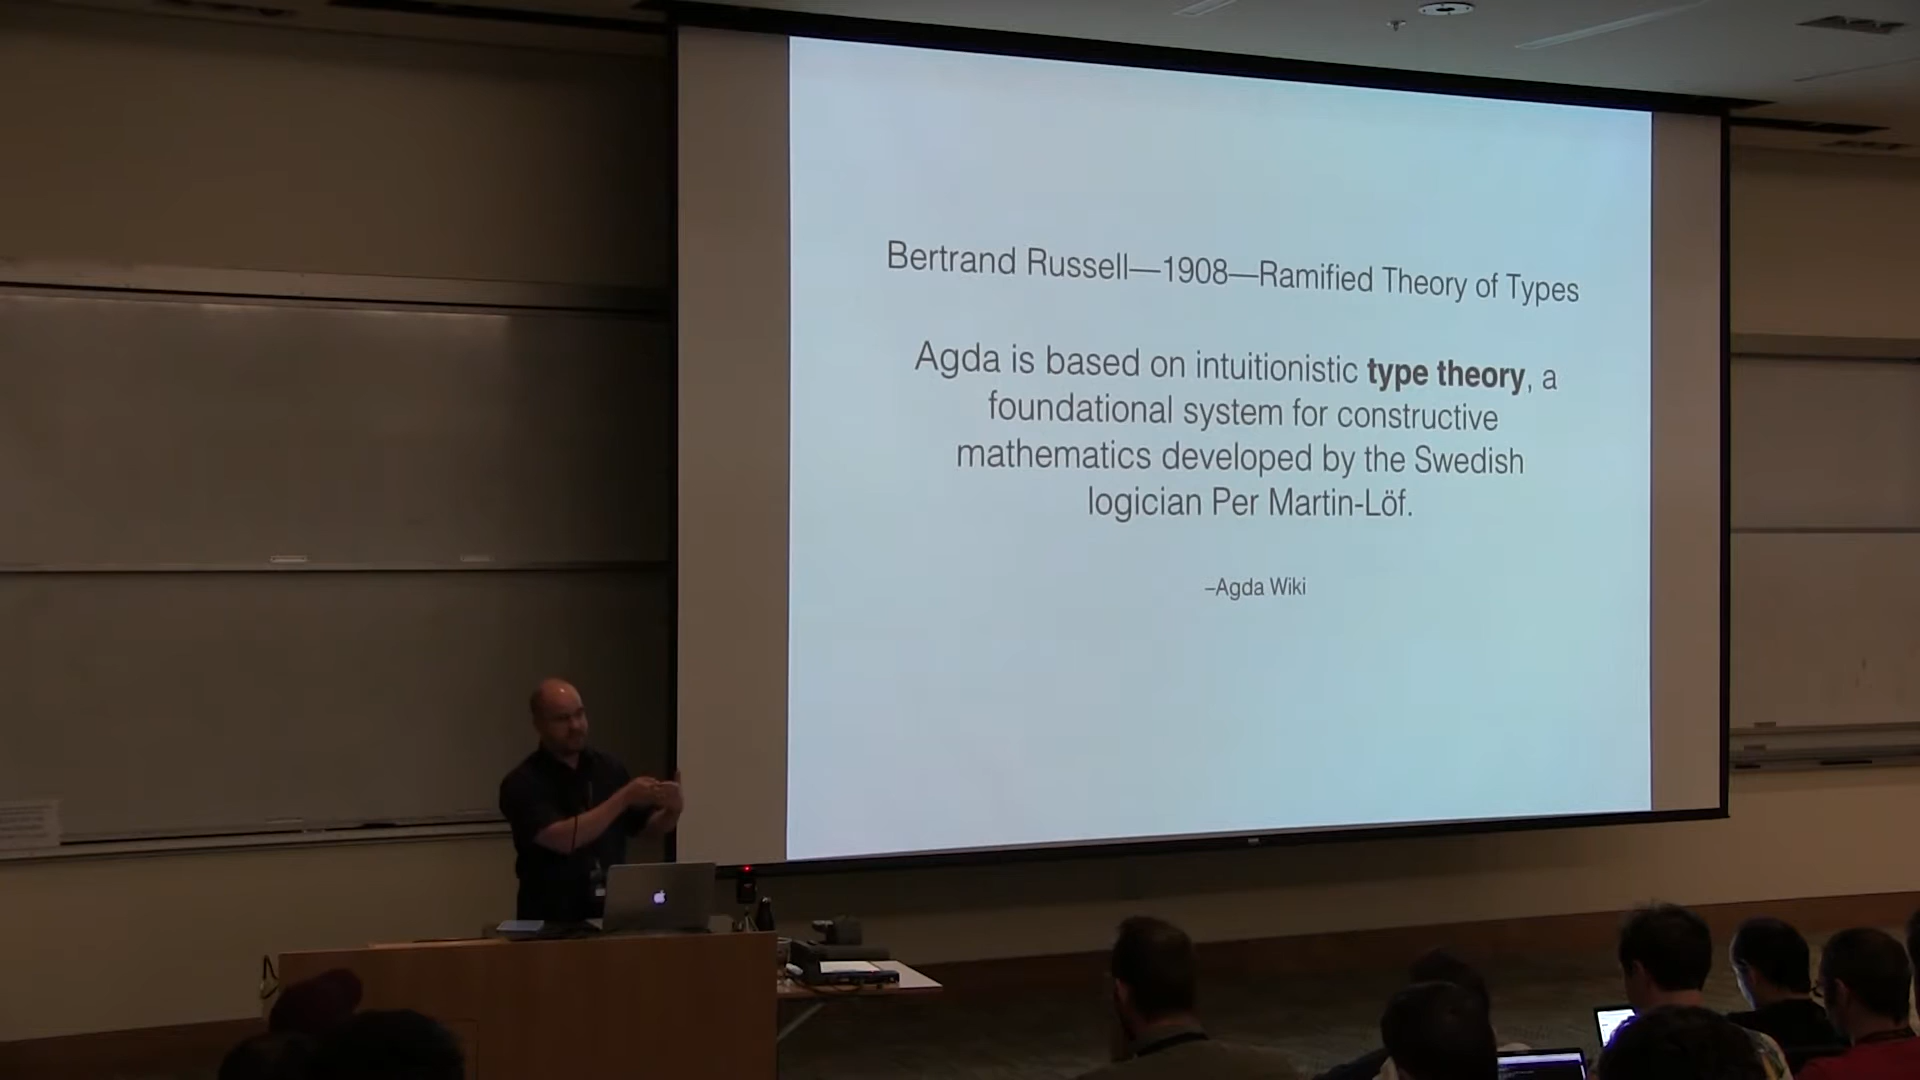 Bertrand Russell—1908—Ramified Theory of Types
Agda is based on intuitionistic type theory, a
foundational system for constructive
mathematics developed by the Swedish
logician Per Martin-Löf.
–Agda Wiki